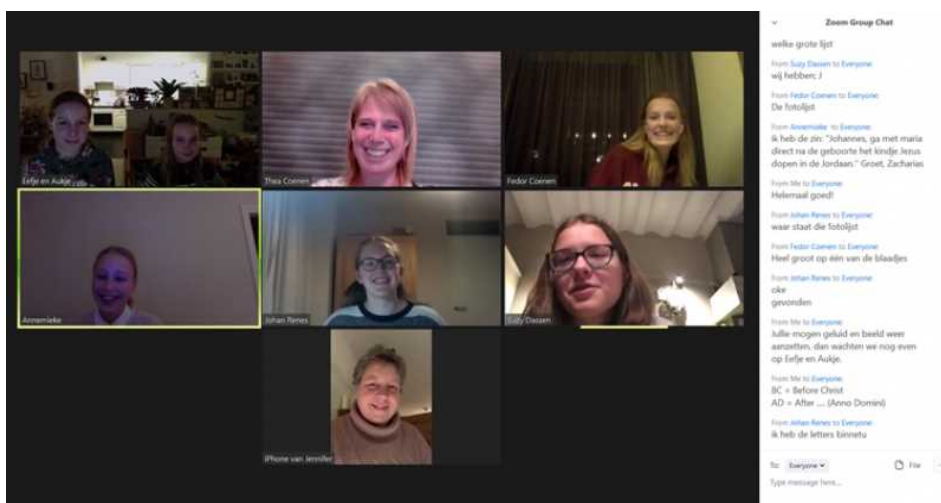 Eefje en Aukje
Thea Coenen
Fedor Coenen
Annemieke
Johan Renes
Suzy Dassen
iPhone van Jennifer
Zoom Group Chat
welke grote lijst
From Suzy Dassen to Everyone:
wij hebben; J
From Fedor Coenen to Everyone:
De fotolijst
From Annemieke to Everyone:
ik heb de zin: "Johannes, ga met maria
direct na de geboorte het kindje Jezus
dopen in de Jordaan." Groet, Zacharias
From Me to Everyone:
Helemaal goed!
From Johan Renes to Everyone:
waar staat die fotolijst
From Fedor Coenen to Everyone:
Heel groot op één van de blaadjes
From Johan Renes to Everyone:
oke
gevonden
From Me to Everyone:
Jullie mogen geluid en beeld weer
aanzetten, dan wachten we nog even
op Eefje en Aukje.
From Me to Everyone:
BC = Before Christ
AD = After .... (Anno Domini)
From Johan Renes to Everyone:
ik heb de letters binnetu
To: Everyone
File
Type message here...